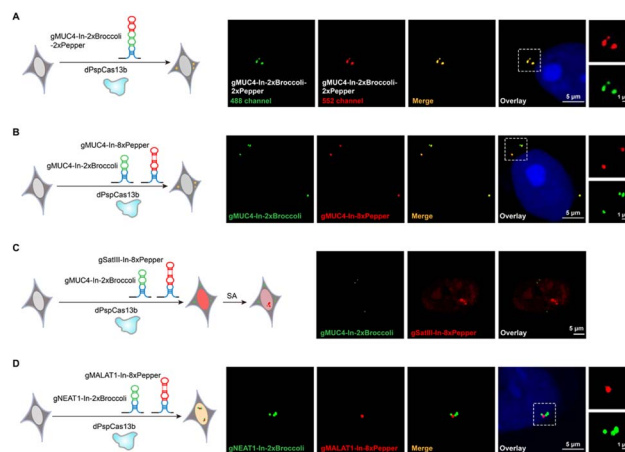 A
gMUC4-In-2xBroccoli
-2xPepper
dPspCas13b
gMUC4-In-2xBroccoli-
2xPepper
488 channel
gMUC4-In-2xBroccoli-
2xPepper
552 channel
Merge
Overlay
5 µm
1 µ
B
gMUC4-In-8xPepper
gMUC4-In-2xBroccoli
dPspCas13b
gMUC4-In-2xBroccoli
gMUC4-In-8xPepper
Merge
Overlay
5 µm
1 µ
C
gSatIII-In-8xPepper
gMUC4-In-2xBroccoli
dPspCas13b
SA
gMUC4-In-2xBroccoli
gSatIII-In-8xPepper
Overlay
5 µm
D
gMALAT1-In-8xPepper
gNEAT1-In-2xBroccoli
dPspCas13b
gNEAT1-In-2xBroccoli
gMALAT1-In-8xPepper
Merge
Overlay
5 µm
1 µ